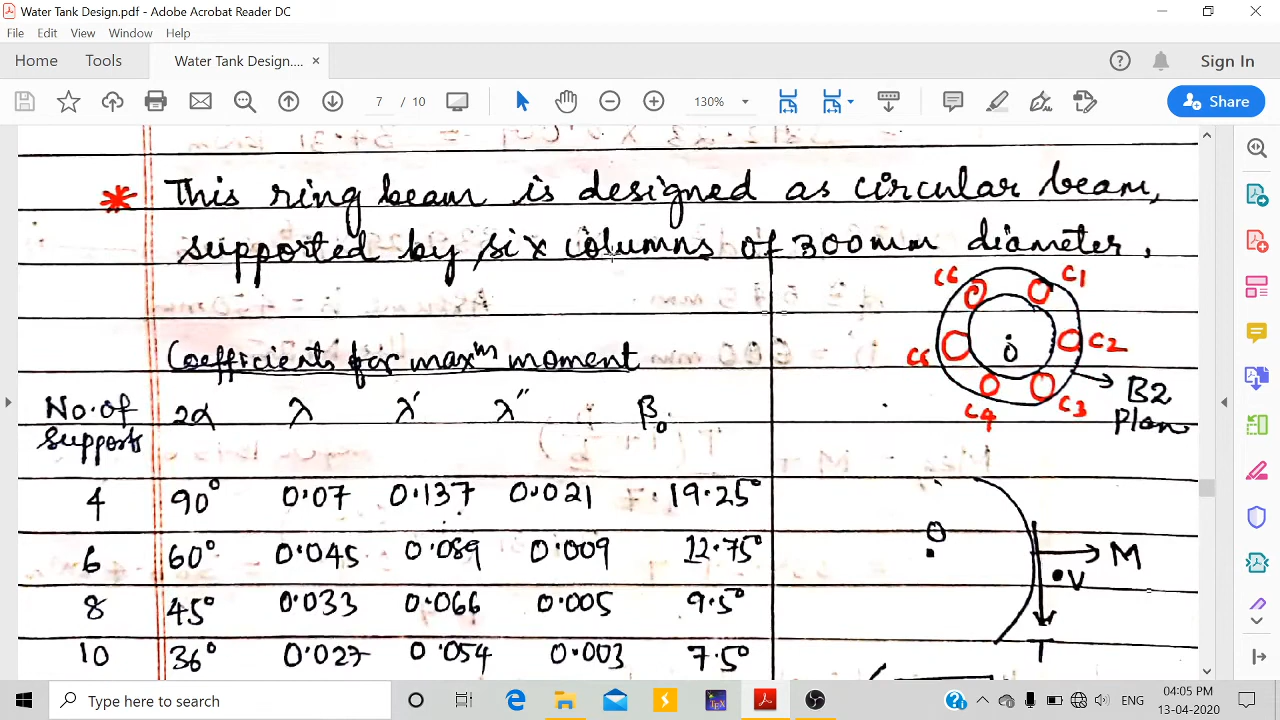 Water Tank Design.pdf - Adobe Acrobat Reader DC
File Edit View Window Help
Home Tools Water Tank Design.... × Sign In
7 / 10 130% Share
* This ring beam is designed as circular beam,
supported by six columns of 300mm diameter.
C6 C1
C5 O C2
C4 C3
B2
Plan
Coefficients for maxm moment
No. of Support 2α λ λ' λ'' β₀
4 90° 0.07 0.137 0.021 19.25°
6 60° 0.045 0.089 0.009 12.75°
8 45° 0.033 0.066 0.005 9.5°
10 36° 0.027 0.054 0.003 7.5°
O
M
V
T
Type here to search
ENG
04:05 PM
13-04-2020